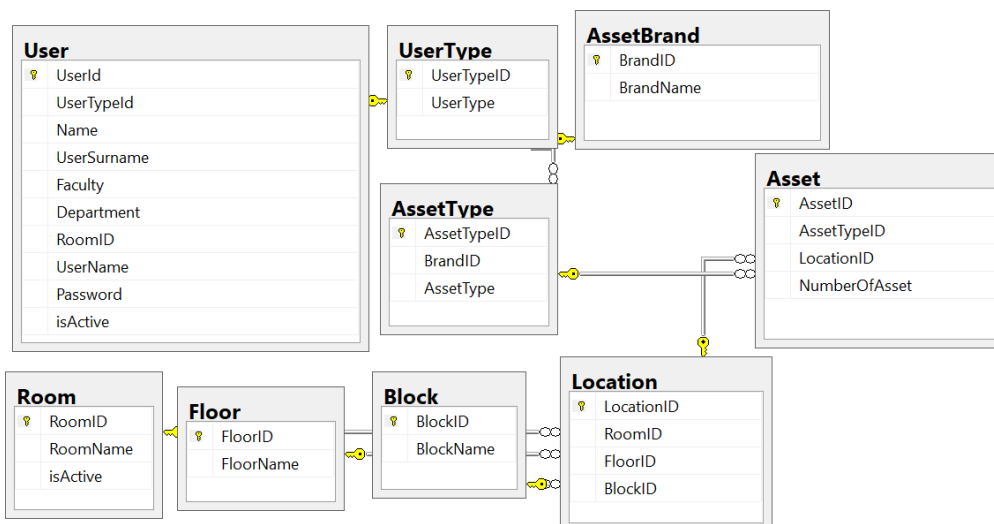 User
UserId
UserTypeId
Name
UserSurname
Faculty
Department
RoomID
UserName
Password
isActive
UserType
UserTypeID
UserType
AssetBrand
BrandID
BrandName
AssetType
AssetTypeID
BrandID
AssetType
Asset
AssetID
AssetTypeID
LocationID
NumberOfAsset
Room
RoomID
RoomName
isActive
Floor
FloorID
FloorName
Block
BlockID
BlockName
Location
LocationID
RoomID
FloorID
BlockID